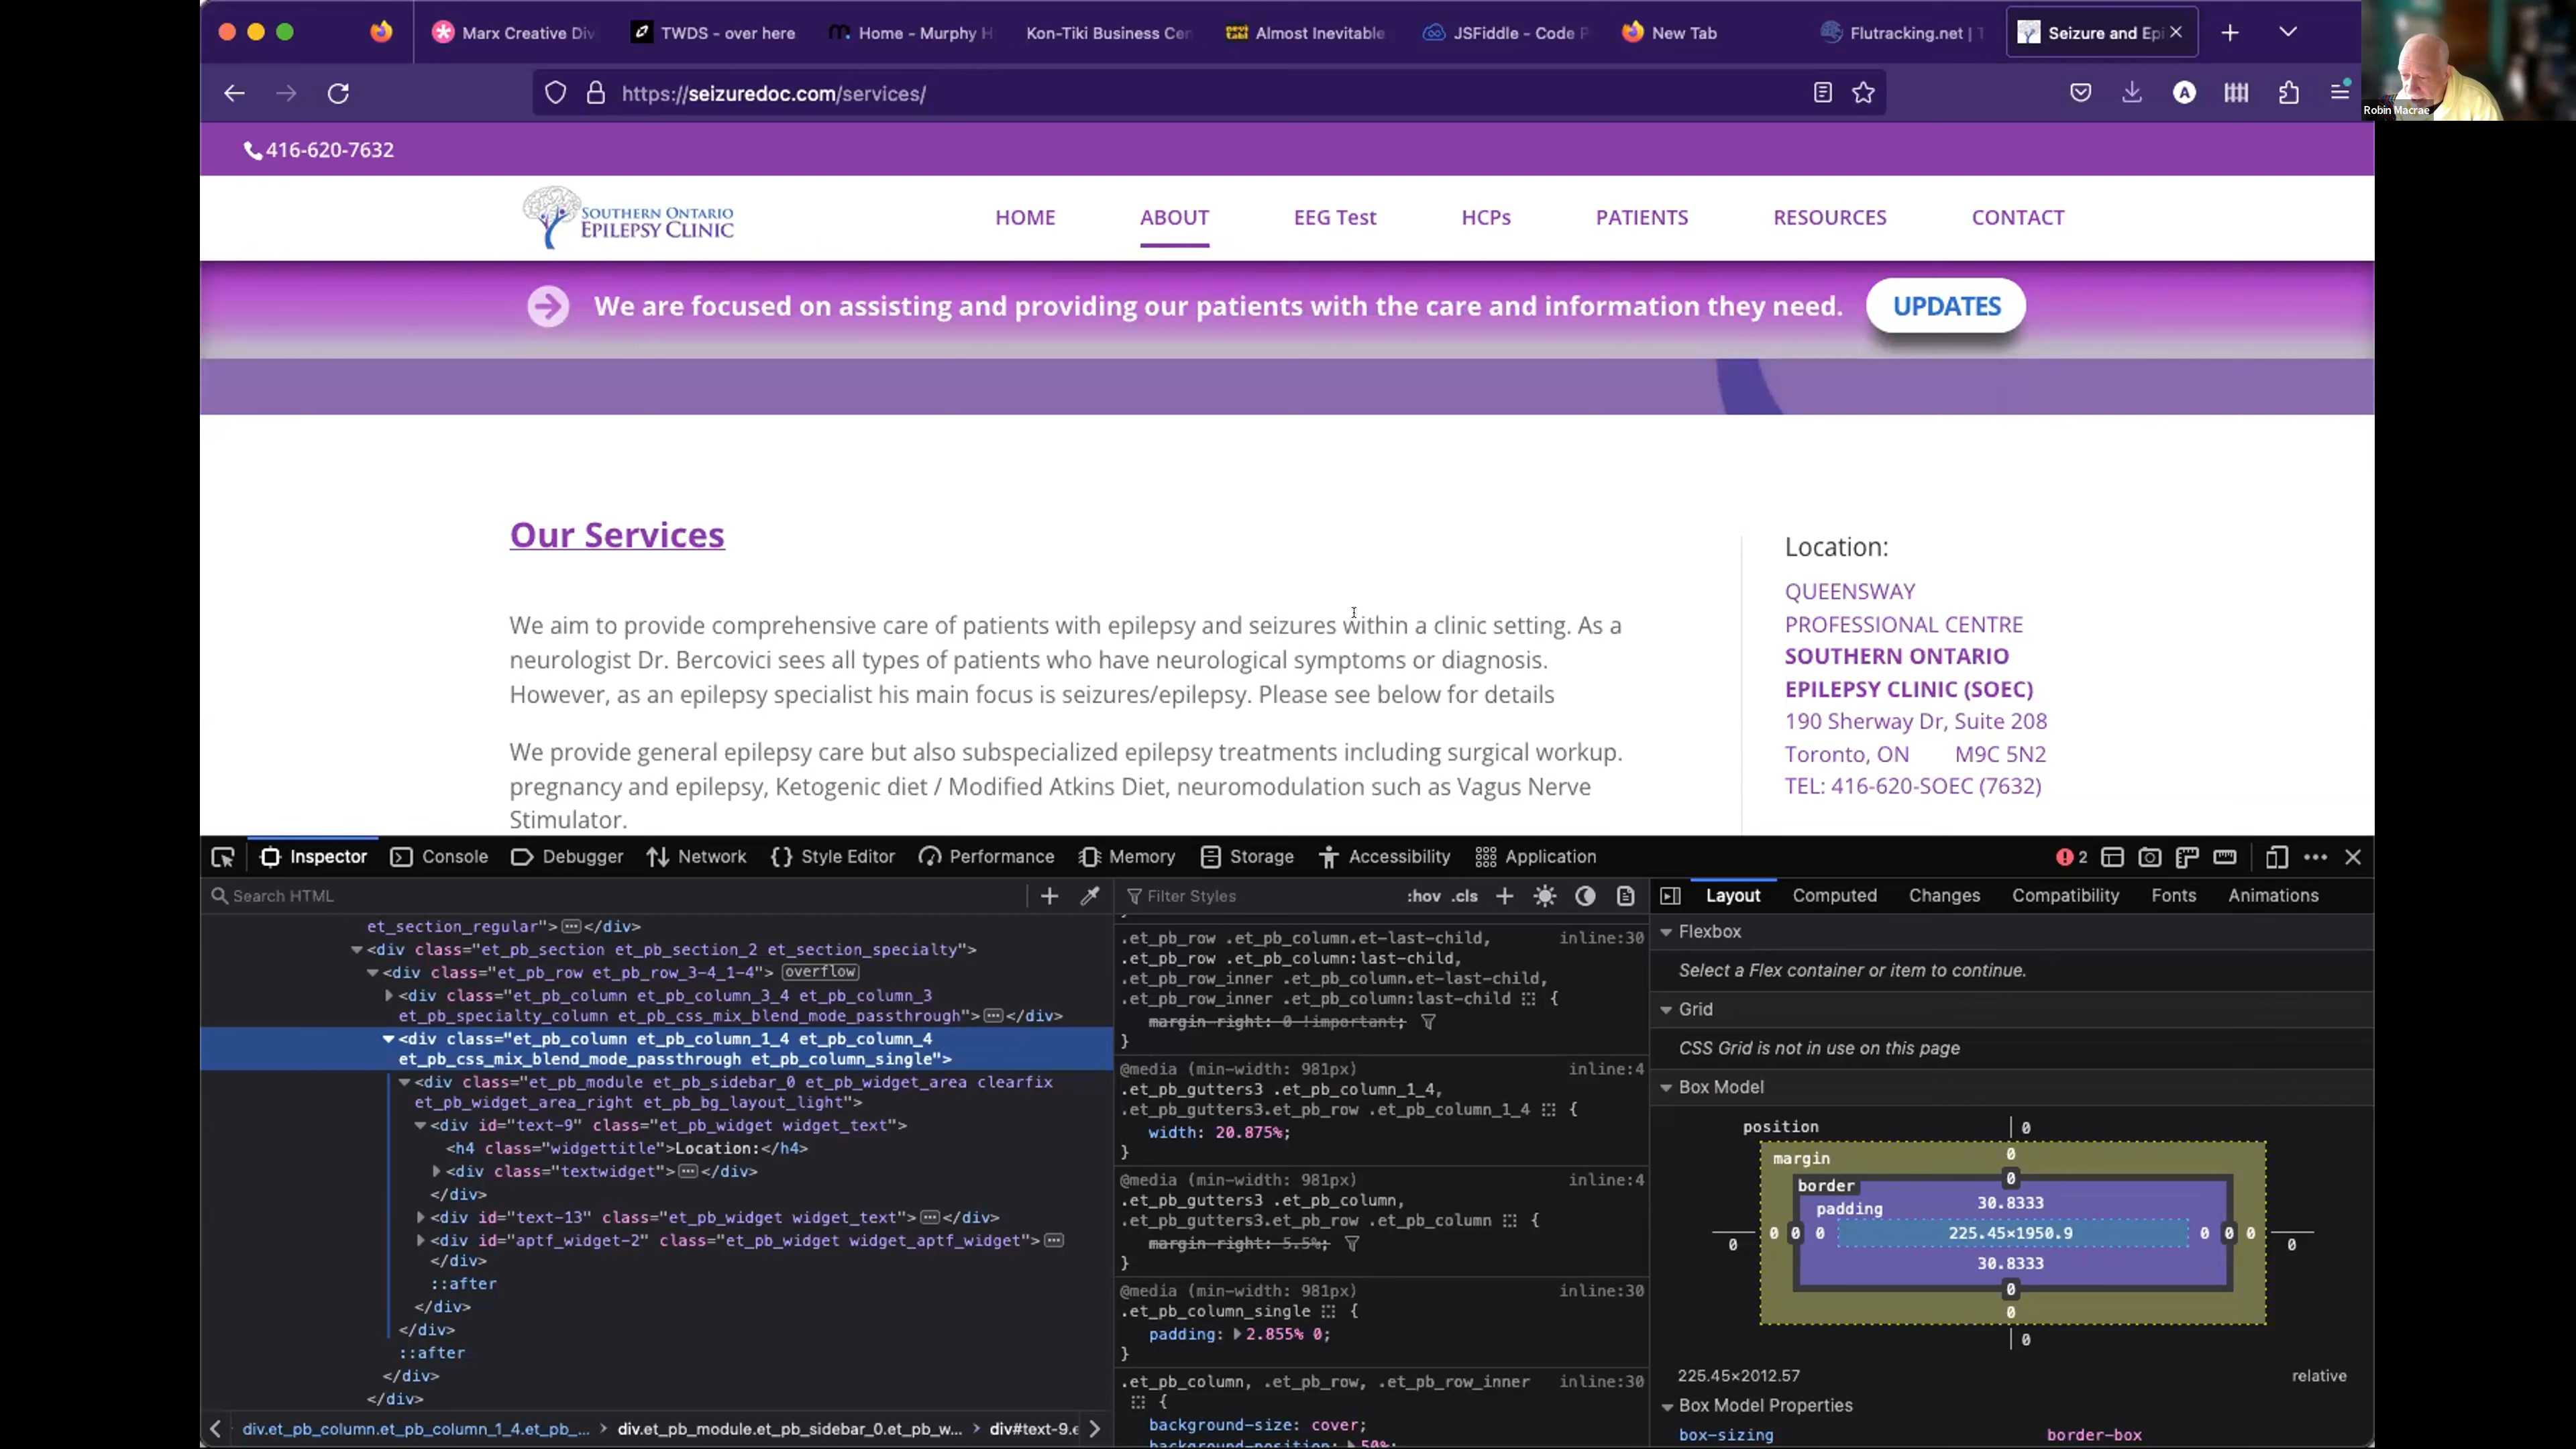 Marx Creative Div
TWDS - over here
Home - Murphy H
Kon-Tiki Business Cen
Almost Inevitable
JSFiddle - Code P
New Tab
Flutracking.net | T
Seizure and Epi
Robin Macrae
https://seizuredoc.com/services/
416-620-7632
SOUTHERN ONTARIO
EPILEPSY CLINIC
HOME
ABOUT
EEG Test
HCPs
PATIENTS
RESOURCES
CONTACT
We are focused on assisting and providing our patients with the care and information they need.
UPDATES
Our Services
We aim to provide comprehensive care of patients with epilepsy and seizures within a clinic setting. As a
neurologist Dr. Bercovici sees all types of patients who have neurological symptoms or diagnosis.
However, as an epilepsy specialist his main focus is seizures/epilepsy. Please see below for details
We provide general epilepsy care but also subspecialized epilepsy treatments including surgical workup.
pregnancy and epilepsy, Ketogenic diet / Modified Atkins Diet, neuromodulation such as Vagus Nerve
Stimulator.
Location:
QUEENSWAY
PROFESSIONAL CENTRE
SOUTHERN ONTARIO
EPILEPSY CLINIC (SOEC)
190 Sherway Dr, Suite 208
Toronto, ON M9C 5N2
TEL: 416-620-SOEC (7632)
Inspector
Console
Debugger
Network
Style Editor
Performance
Memory
Storage
Accessibility
Application
2
Search HTML
et_section_regular"></div>
<div class="et_pb_section et_pb_section_2 et_section_specialty">
<div class="et_pb_row et_pb_row_3-4_1-4"> overflow
<div class="et_pb_column et_pb_column_3_4 et_pb_column_3
et_pb_specialty_column et_pb_css_mix_blend_mode_passthrough"></div>
<div class="et_pb_column et_pb_column_1_4 et_pb_column_4
et_pb_css_mix_blend_mode_passthrough et_pb_column_single">
<div class="et_pb_module et_pb_sidebar_0 et_pb_widget_area clearfix
et_pb_widget_area_right et_pb_bg_layout_light">
<div id="text-9" class="et_pb_widget widget_text">
<h4 class="widgettitle">Location:</h4>
<div class="textwidget"></div>
</div>
<div id="text-13" class="et_pb_widget widget_text"></div>
<div id="aptf_widget-2" class="et_pb_widget widget_aptf_widget">
</div>
::after
</div>
</div>
::after
</div>
</div>
div.et_pb_column.et_pb_column_1_4.et_pb_...
div.et_pb_module.et_pb_sidebar_0.et_pb_w...
div#text-9.e
Filter Styles
:hov .cls
.et_pb_row .et_pb_column.et-last-child, inline:30
.et_pb_row .et_pb_column:last-child,
.et_pb_row_inner .et_pb_column.et-last-child,
.et_pb_row_inner .et_pb_column:last-child {
margin-right: 0 !important;
}
@media (min-width: 981px) inline:4
.et_pb_gutters3 .et_pb_column_1_4,
.et_pb_gutters3.et_pb_row .et_pb_column_1_4 {
width: 20.875%;
}
@media (min-width: 981px) inline:4
.et_pb_gutters3 .et_pb_column,
.et_pb_gutters3.et_pb_row .et_pb_column {
margin-right: 5.5%;
}
@media (min-width: 981px) inline:30
.et_pb_column_single {
padding: 2.855% 0;
}
.et_pb_column, .et_pb_row, .et_pb_row_inner inline:30
{
background-size: cover;
background-position: 50%;
Layout
Computed
Changes
Compatibility
Fonts
Animations
Flexbox
Select a Flex container or item to continue.
Grid
CSS Grid is not in use on this page
Box Model
position 0
margin 0
border 0
padding 30.8333
0 0 0 0 225.45×1950.9 0 0 0 0
30.8333
0
0
0
225.45×2012.57 relative
Box Model Properties
box-sizing border-box